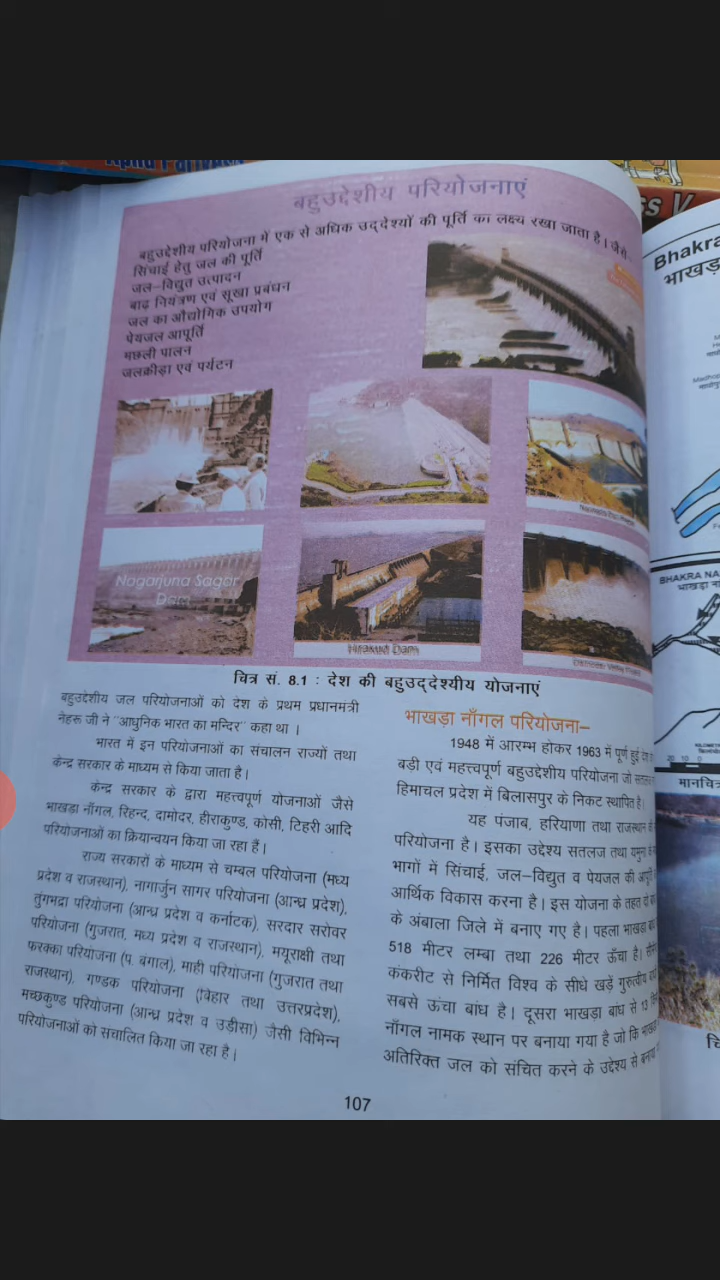 ss V
बहुउद्देशीय परियोजनाएं
बहुउद्देशीय परियोजना में एक से अधिक उद्देश्यों की पूर्ति का लक्ष्य रखा जाता है। जैसे-
सिंचाई हेतु जल की पूर्ति
जल-विद्युत उत्पादन
बाढ़ नियंत्रण एवं सूखा प्रबंधन
जल का औद्योगिक उपयोग
पेयजल आपूर्ति
मछली पालन
जलक्रीड़ा एवं पर्यटन
Nagarjuna Sagar
Dam
Hirakud Dam
चित्र सं. 8.1 : देश की बहुउद्देश्यीय योजनाएं
बहुउद्देशीय जल परियोजनाओं को देश के प्रथम प्रधानमंत्री
नेहरू जी ने "आधुनिक भारत का मन्दिर" कहा था ।
भारत में इन परियोजनाओं का संचालन राज्यों तथा
केन्द्र सरकार के माध्यम से किया जाता है।
केन्द्र सरकार के द्वारा महत्त्वपूर्ण योजनाओं जैसे
भाखड़ा नाँगल, रिहन्द, दामोदर, हीराकुण्ड, कोसी, टिहरी आदि
परियोजनाओं का क्रियान्वयन किया जा रहा हैं।
राज्य सरकारों के माध्यम से चम्बल परियोजना (मध्य
प्रदेश व राजस्थान), नागार्जुन सागर परियोजना (आन्ध्र प्रदेश),
तुंगभद्रा परियोजना (आन्ध्र प्रदेश व कर्नाटक), सरदार सरोवर
परियोजना (गुजरात, मध्य प्रदेश व राजस्थान), मयूराक्षी तथा
फरक्का परियोजना (प. बंगाल), माही परियोजना (गुजरात तथा
राजस्थान), गण्डक परियोजना (बिहार तथा उत्तरप्रदेश),
मच्छकुण्ड परियोजना (आन्ध्र प्रदेश व उड़ीसा) जैसी विभिन्न
परियोजनाओं को संचालित किया जा रहा है।
भाखड़ा नाँगल परियोजना–
1948 में आरम्भ होकर 1963 में पूर्ण हुई देश
बड़ी एवं महत्त्वपूर्ण बहुउद्देशीय परियोजना जो सतलज
हिमाचल प्रदेश में बिलासपुर के निकट स्थापित है।
यह पंजाब, हरियाणा तथा राजस्थान
परियोजना है। इसका उद्देश्य सतलज तथा यमुना
भागों में सिंचाई, जल-विद्युत व पेयजल की आपूर्ति
आर्थिक विकास करना है। इस योजना के तहत दो
के अंबाला जिले में बनाए गए है। पहला भाखड़ा
518 मीटर लम्बा तथा 226 मीटर ऊँचा है।
कंकरीट से निर्मित विश्व के सीधे खड़ें गुरुत्वीय
सबसे ऊंचा बांध है। दूसरा भाखड़ा बांध से 13
नाँगल नामक स्थान पर बनाया गया है जो कि
अतिरिक्त जल को संचित करने के उद्देश्य से
107
Bhakra
भाखड़ा
BHAKRA NA
भाखड़ा नां
20 10 0
मानचित्र